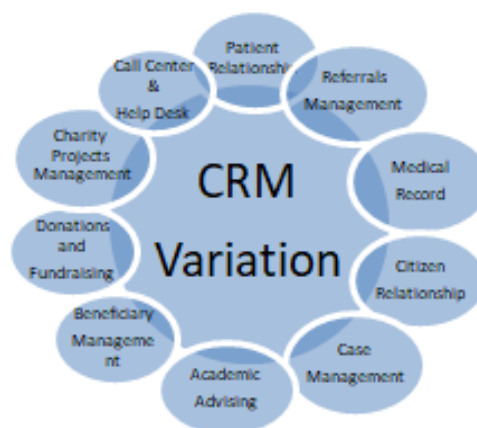 Patient
Relationship
Referrals
Management
Medical
Record
Citizen
Relationship
Case
Management
Academic
Advising
Beneficiary
Manageme
nt
Donations
and
Fundraising
Charity
Projects
Management
Call Center
&
Help Desk
CRM
Variation